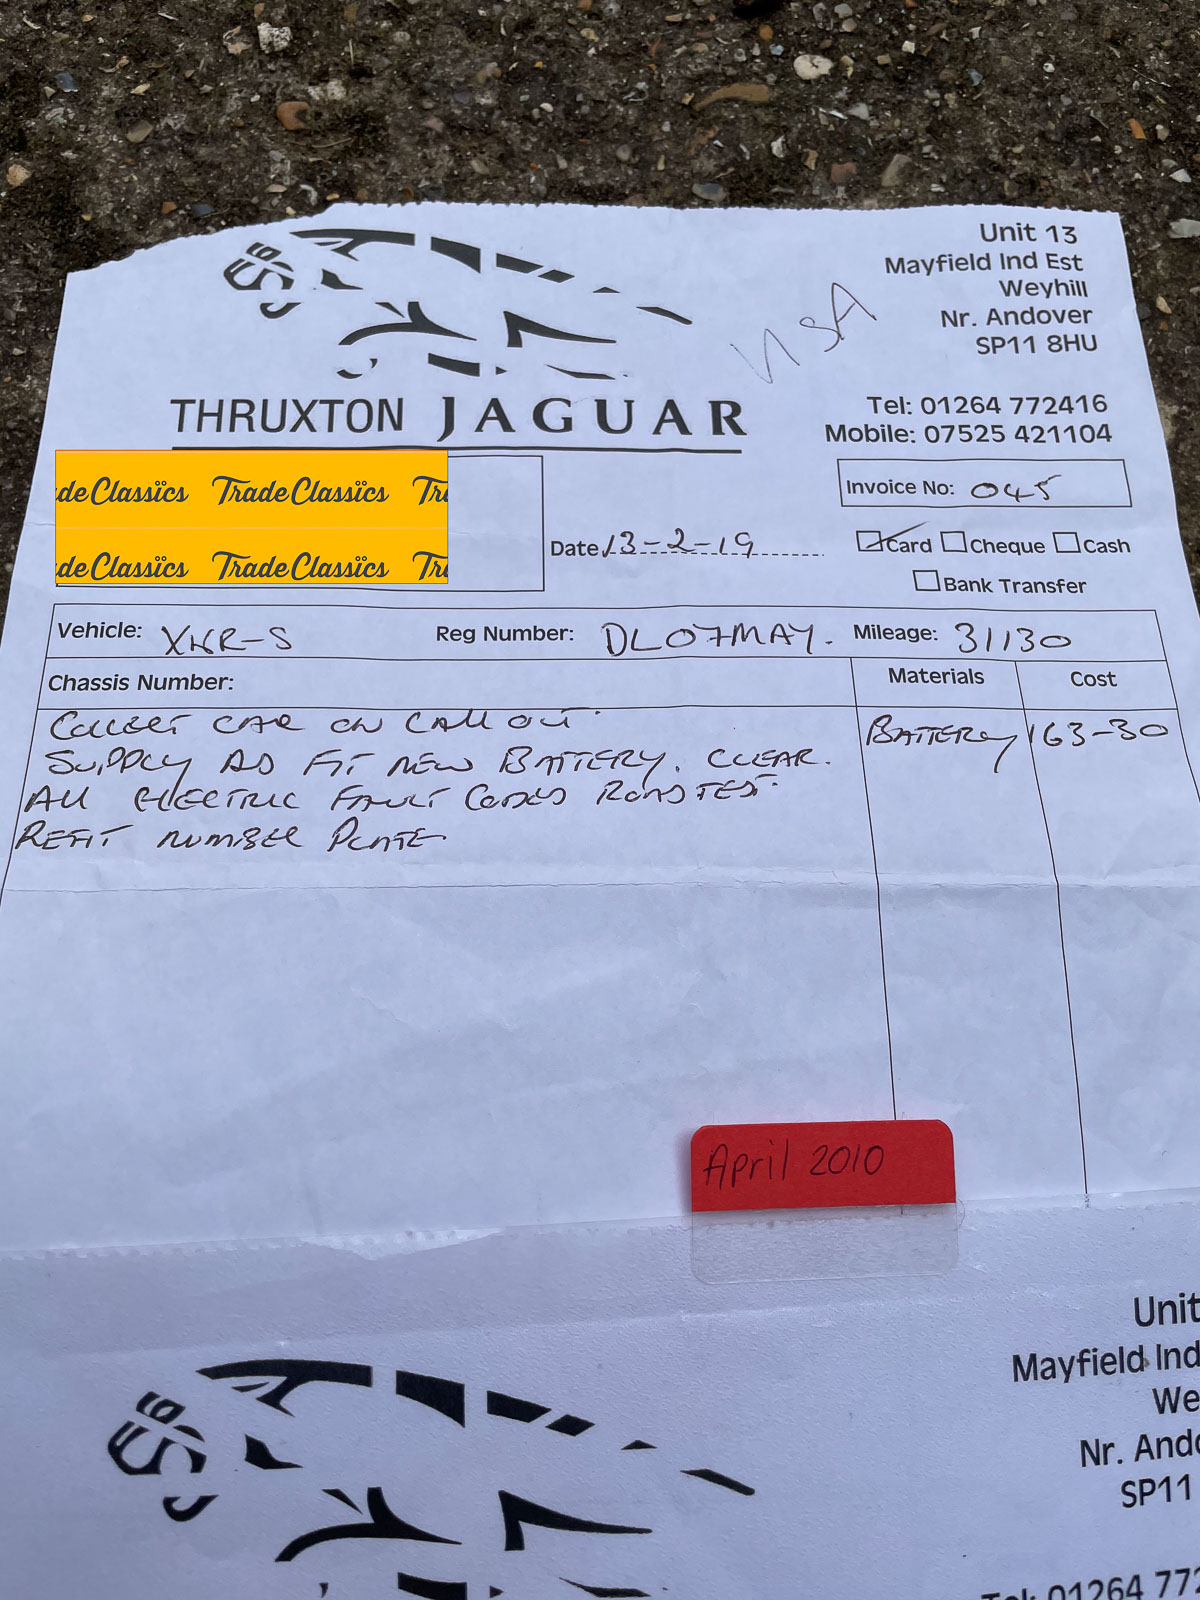 Unit 13
Mayfield Ind Est
Weyhill
Nr. Andover
SP11 8HU
VISA
THRUXTON JAGUAR
Tel: 01264 772416
Mobile: 07525 421104
deClassics TradeClassics Tr
deClassics TradeClassics Tr
Invoice No: 045
Date 13-2-19
Card Cheque Cash
Bank Transfer
Vehicle: XKR-S Reg Number: DL07MAY. Mileage: 31130
Chassis Number: Materials Cost
COLLECT CAR ON CALL OUT. BATTERY 163-30
SUPPLY AD FIT NEW BATTERY. CLEAR.
ALL ELECTRIC FAULT CODES ROADTEST.
REFIT NUMBER PLATE
April 2010
Unit
Mayfield Ind
We
Nr. Ando
SP11
Tel: 01264 772